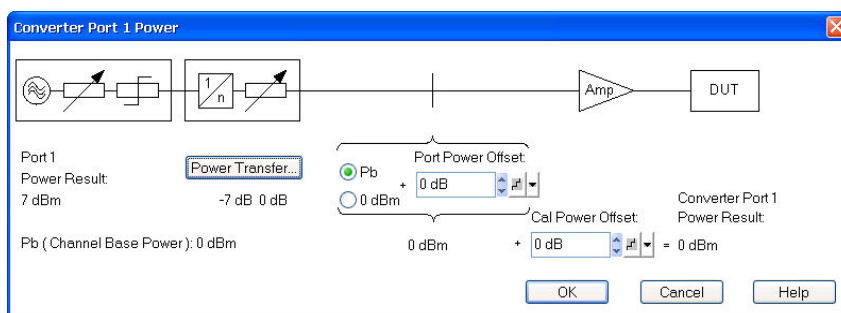 Converter Port 1 Power
1
n
Amp
DUT
Port 1
Power Result:
7 dBm
Power Transfer...
-7 dB 0 dB
Pb
0 dBm
+
Port Power Offset:
0 dB
Cal Power Offset:
Converter Port 1
Power Result:
Pb ( Channel Base Power ): 0 dBm
0 dBm
+
0 dB
= 0 dBm
OK
Cancel
Help